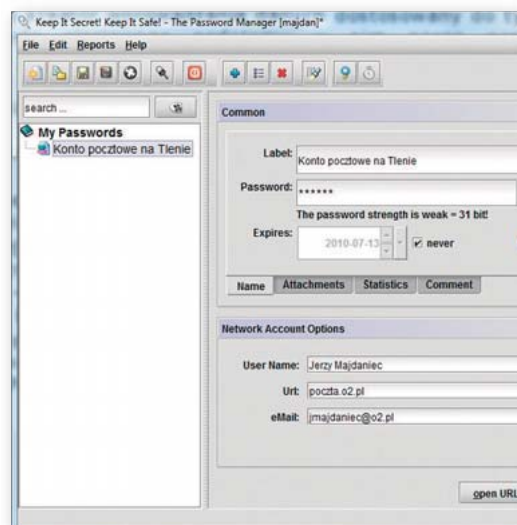 Keep It Secret! Keep It Safe! - The Password Manager [majdan]*
File Edit Reports Help
search ...
My Passwords
Konto pocztowe na Tlenie
Common
Label: Konto pocztowe na Tlenie
Password: ******
The password strength is weak = 31 bit!
Expires: 2010-07-13 never
Name Attachments Statistics Comment
Network Account Options
User Name: Jerzy Majdaniec
Url: poczta.o2.pl
eMail: jmajdaniec@o2.pl
open URL